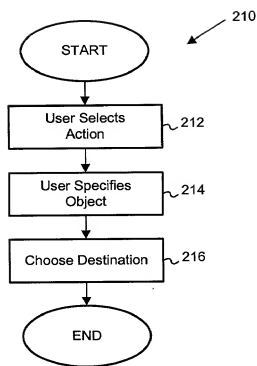 START
210
User Selects
Action
212
User Specifies
Object
214
Choose Destination
216
END